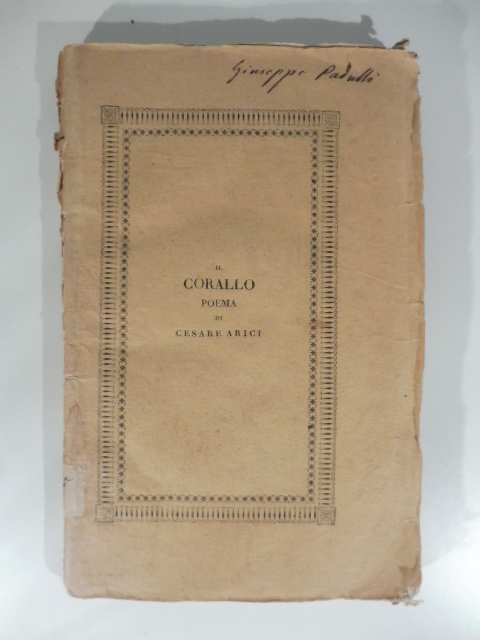 Giuseppe Padulli
IL
CORALLO
POEMA
DI
CESARE ARICI